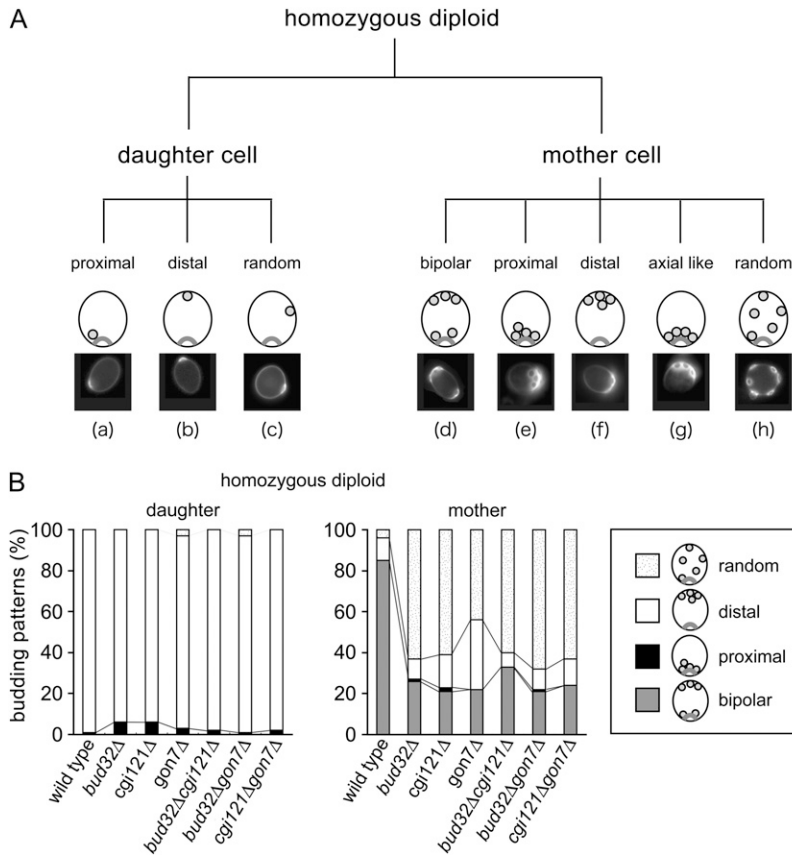 A
homozygous diploid
daughter cell
mother cell
proximal distal random
bipolar proximal distal axial like random
(a) (b) (c) (d) (e) (f) (g) (h)
B
homozygous diploid
daughter
mother
budding patterns (%)
100
80
60
40
20
0
wild type
bud32Δ
cgi121Δ
gon7Δ
bud32Δcgi121Δ
bud32Δgon7Δ
cgi121Δgon7Δ
100
80
60
40
20
0
wild type
bud32Δ
cgi121Δ
gon7Δ
bud32Δcgi121Δ
bud32Δgon7Δ
cgi121Δgon7Δ
random
distal
proximal
bipolar